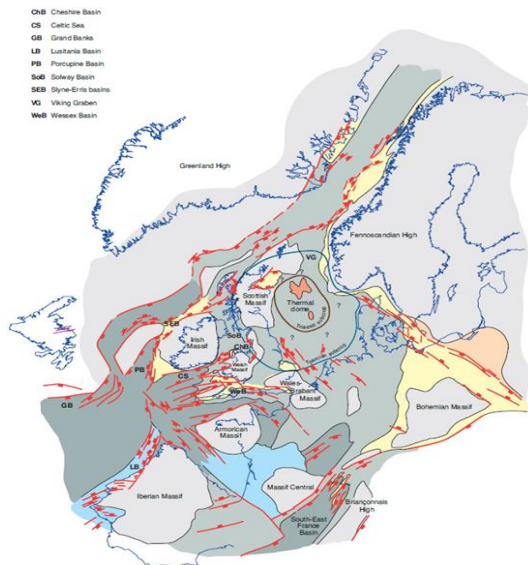 ChB Cheshire Basin
CS Celtic Sea
GB Grand Banks
LB Lusitania Basin
PB Porcupine Basin
SoB Solway Basin
SEB Slyne-Erris basins
VG Viking Graben
WeB Wessex Basin
Greenland High
Fennoscandian High
VG
Scottish
Massif
Thermal
dome
Triassic subcrop
?
?
SEB
Irish
Massif
SoB
ChB
Welsh Massif
PB
CS
WeB
Wales-
Brabant
Massif
GB
Bohemian Massif
Armorican
Massif
LB
Iberian Massif
Massif Central
Briançonnais
High
South-East
France
Basin